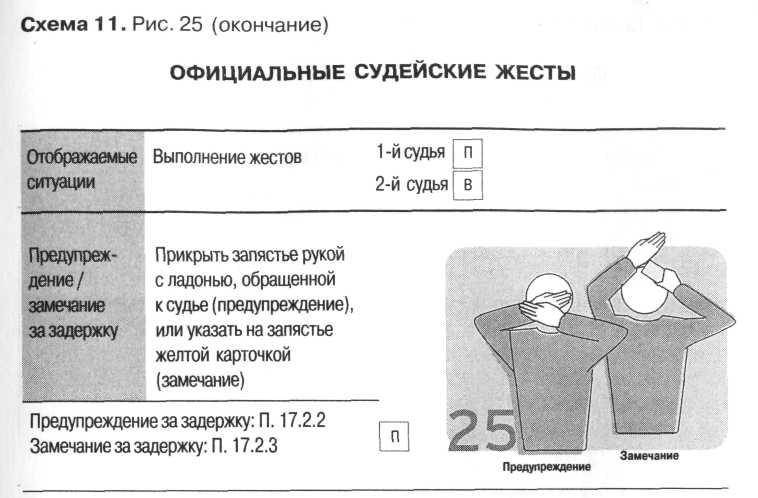 Схема 11. Рис. 25 (окончание)
ОФИЦИАЛЬНЫЕ СУДЕЙСКИЕ ЖЕСТЫ
Отображаемые
ситуации
Выполнение жестов
1-й судья П
2-й судья В
Предупреж-
дение /
замечание
за задержку
Прикрыть запястье рукой
с ладонью, обращенной
к судье (предупреждение),
или указать на запястье
желтой карточкой
(замечание)
Предупреждение за задержку: П. 17.2.2
Замечание за задержку: П. 17.2.3
П
25
Предупреждение
Замечание